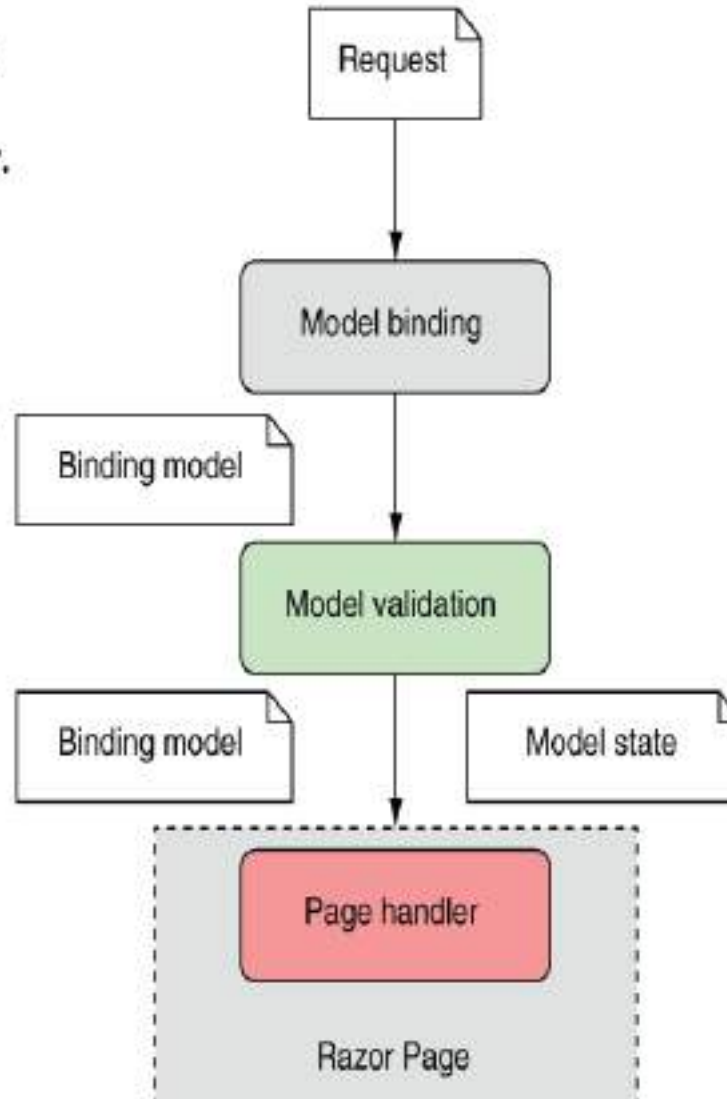 Request
Model binding
Binding model
Model validation
Binding model
Model state
Page handler
Razor Page